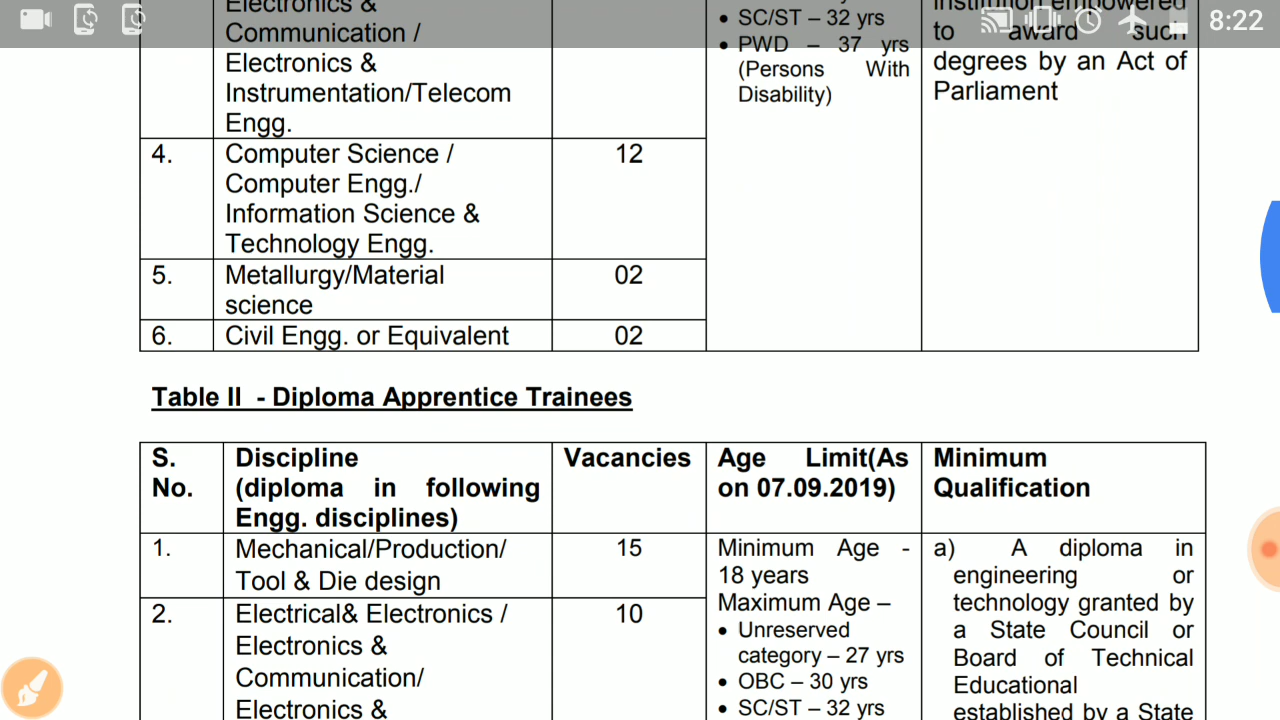 8:22
Electronics &
Communication /
Electronics &
Instrumentation/Telecom
Engg.
• SC/ST – 32 yrs
• PWD – 37 yrs
(Persons With
Disability)
institution empowered
to award such
degrees by an Act of
Parliament
4. Computer Science / 12
Computer Engg./
Information Science &
Technology Engg.
5. Metallurgy/Material 02
science
6. Civil Engg. or Equivalent 02
Table II - Diploma Apprentice Trainees
S. No.
Discipline
(diploma in following
Engg. disciplines)
Vacancies
Age Limit(As
on 07.09.2019)
Minimum
Qualification
1. Mechanical/Production/ 15
Tool & Die design
2. Electrical& Electronics / 10
Electronics &
Communication/
Electronics &
Minimum Age -
18 years
Maximum Age –
• Unreserved
category – 27 yrs
• OBC – 30 yrs
• SC/ST – 32 yrs
a) A diploma in
engineering or
technology granted by
a State Council or
Board of Technical
Educational
established by a State